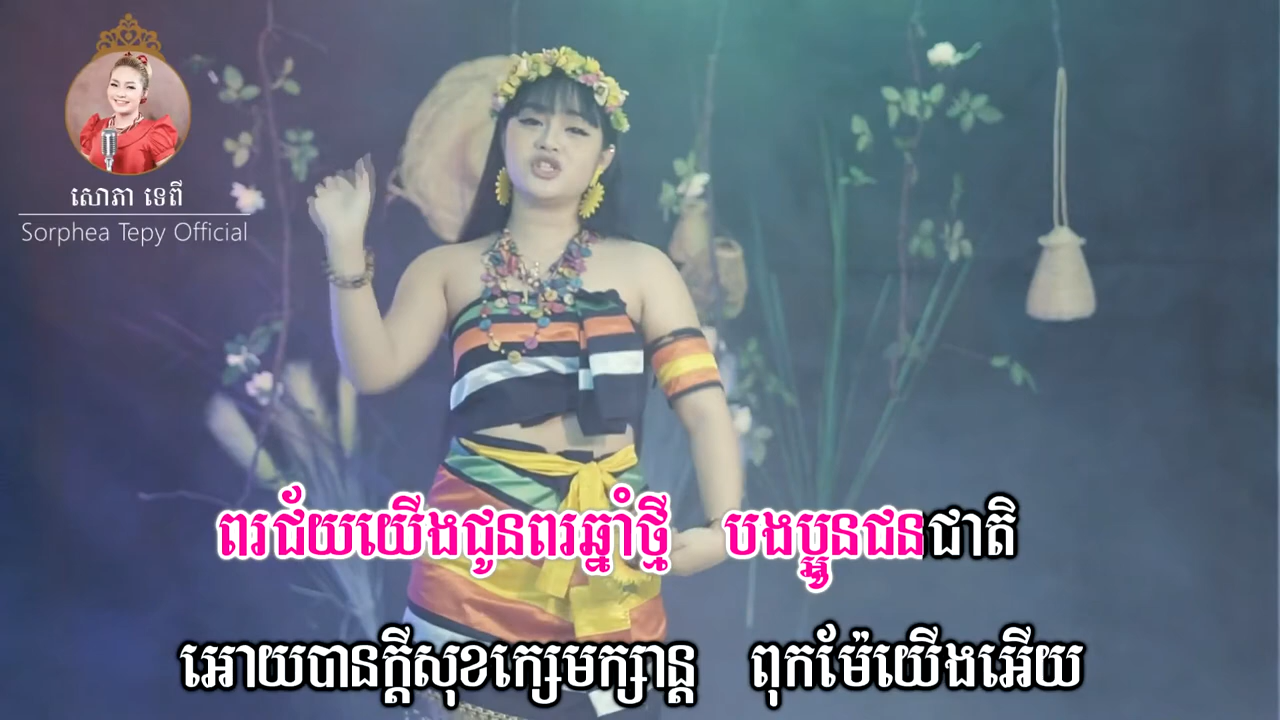 សោភា ទេពី
Sorphea Tepy Official
ពរជ័យយើងជូនពរឆ្នាំថ្មី បងប្អូនជនជាតិ
អោយបានក្ដីសុខក្សេមក្សាន្ត ពុកម៉ែយើងអើយ